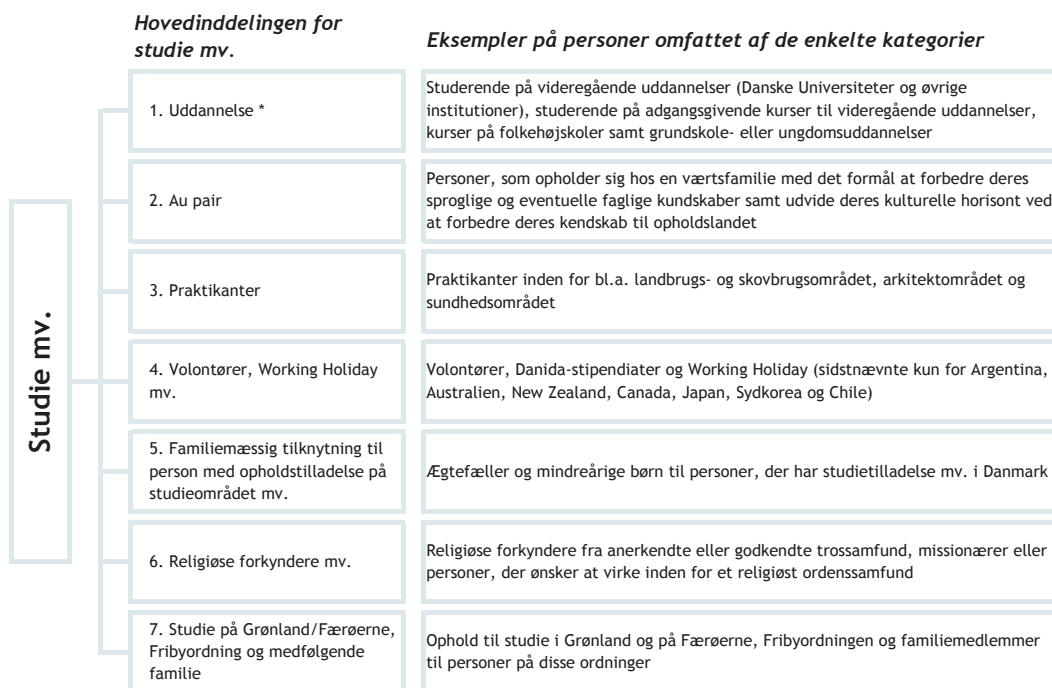 Hovedinddelingen for
studie mv.
Eksempler på personer omfattet af de enkelte kategorier
Studie mv.
1. Uddannelse *
Studerende på videregående uddannelser (Danske Universiteter og øvrige
institutioner), studerende på adgangsgivende kurser til videregående uddannelser,
kurser på folkehøjskoler samt grundskole- eller ungdomsuddannelser
2. Au pair
Personer, som opholder sig hos en værtsfamilie med det formål at forbedre deres
sproglige og eventuelle faglige kundskaber samt udvide deres kulturelle horisont ved
at forbedre deres kendskab til opholdslandet
3. Praktikanter
Praktikanter inden for bl.a. landbrugs- og skovbrugsområdet, arkitektområdet og
sundhedsområdet
4. Volontører, Working Holiday
mv.
Volontører, Danida-stipendiater og Working Holiday (sidstnævnte kun for Argentina,
Australien, New Zealand, Canada, Japan, Sydkorea og Chile)
5. Familiemæssig tilknytning til
person med opholdstilladelse på
studieområdet mv.
Ægtefæller og mindreårige børn til personer, der har studietilladelse mv. i Danmark
6. Religiøse forkyndere mv.
Religiøse forkyndere fra anerkendte eller godkendte trossamfund, missionærer eller
personer, der ønsker at virke inden for et religiøst ordenssamfund
7. Studie på Grønland/Færøerne,
Fribyordning og medfølgende
familie
Ophold til studie i Grønland og på Færøerne, Fribyordningen og familiemedlemmer
til personer på disse ordninger